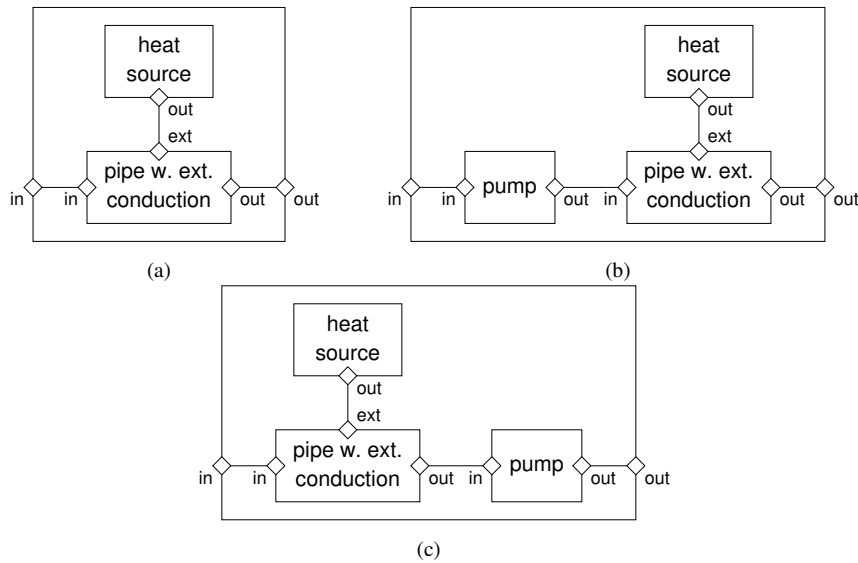 heat
source
out
ext
pipe w. ext.
conduction
in
in
out
out
(a)
heat
source
out
ext
pump
pipe w. ext.
conduction
in
in
out
in
out
out
(b)
heat
source
out
ext
pipe w. ext.
conduction
pump
in
in
out
in
out
out
(c)